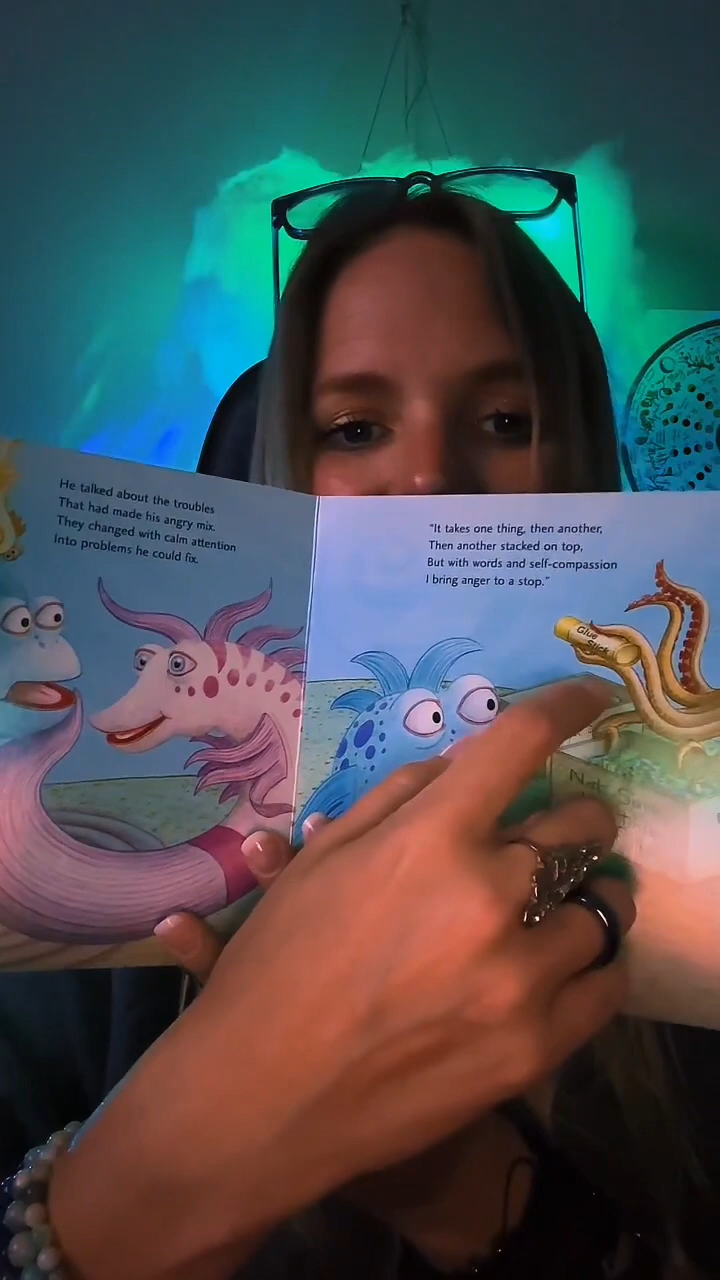 He talked about the troubles
That had made his angry mix.
They changed with calm attention
Into problems he could fix.
"It takes one thing, then another,
Then another stacked on top,
But with words and self-compassion
I bring anger to a stop."
Glue
Stick